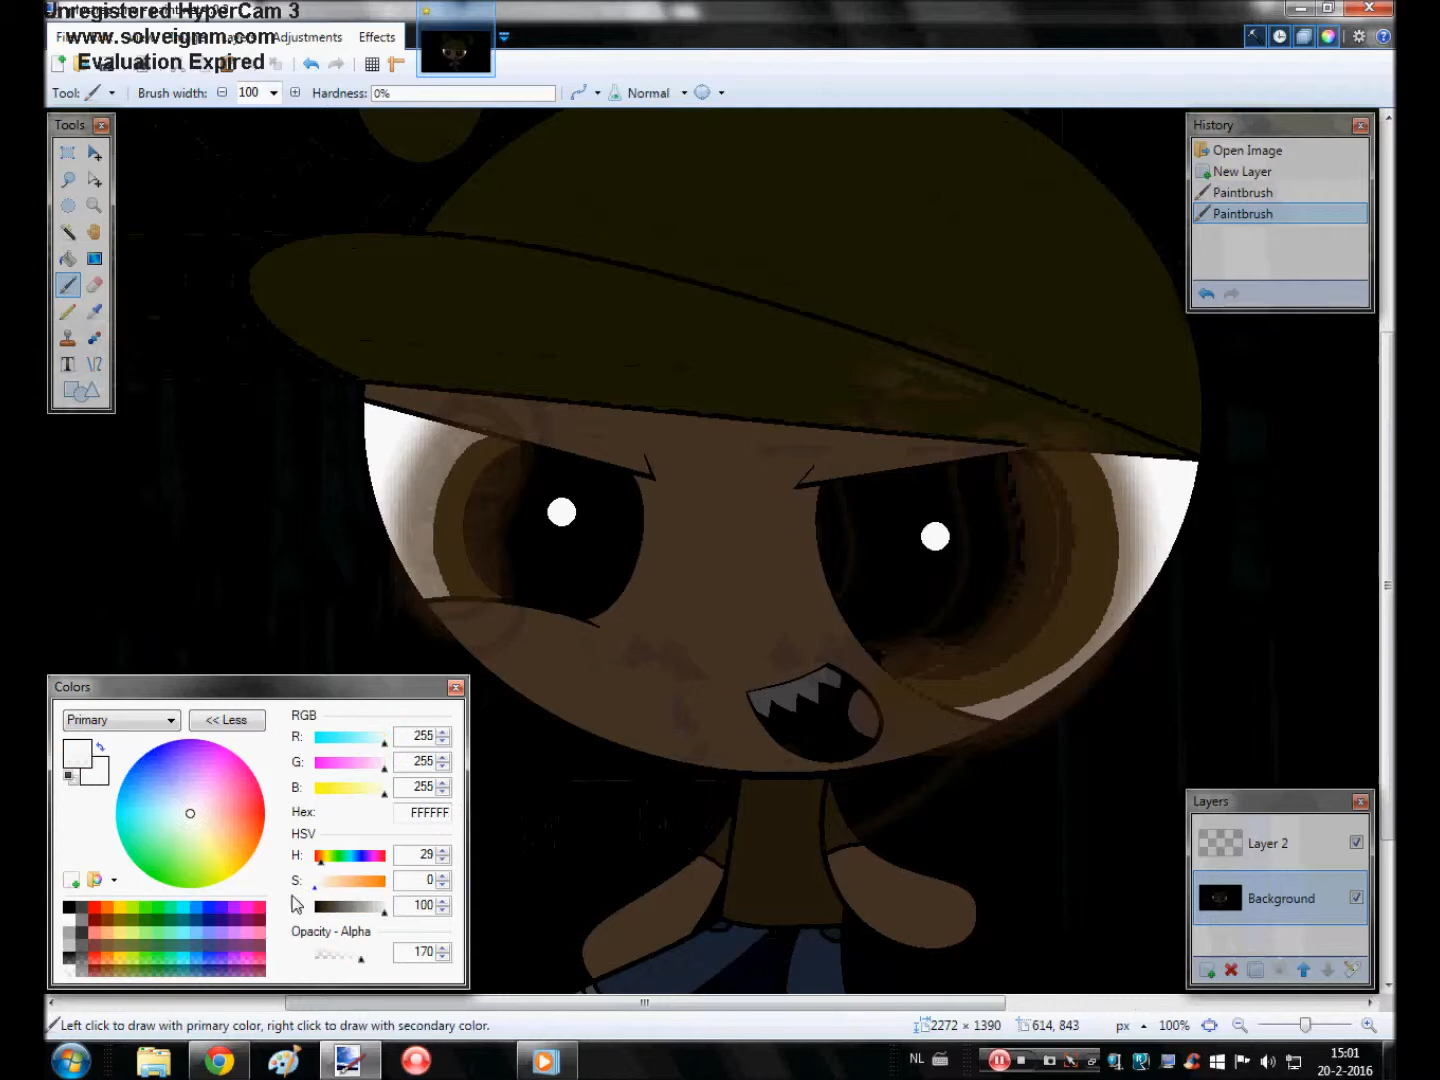 Unregistered HyperCam 3
www.solveigmm.com
Evaluation Expired
Adjustments
Effects
Tool:
Brush width:
100
Hardness:
0%
Normal
Tools
History
Open Image
New Layer
Paintbrush
Paintbrush
Colors
Primary
<< Less
RGB
R:
255
G:
255
B:
255
Hex:
FFFFFF
HSV
H:
29
S:
0
100
Opacity - Alpha
170
Layers
Layer 2
Background
Left click to draw with primary color, right click to draw with secondary color.
2272 × 1390
614, 843
px
100%
NL
15:01
20-2-2016